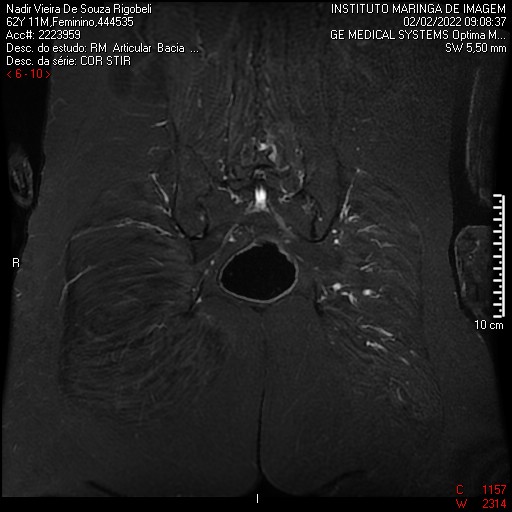 Nadir Vieira De Souza Rigobeli
62Y 11M,Feminino,444535
Acc#: 2223959
Desc. do estudo: RM Articular Bacia ...
Desc. da série: COR STIR
< 6 - 10 >
INSTITUTO MARINGA DE IMAGEM
02/02/2022 09:08:37
GE MEDICAL SYSTEMS Optima M...
SW 5,50 mm
R
10 cm
I
C 1157
W 2314